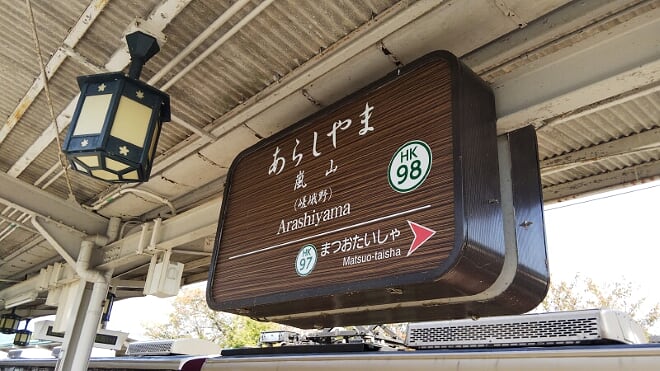 あらしやま
嵐山
（嵯峨野）
Arashiyama
HK
98
HK
97
まつおたいしゃ
Matsuo-taisha